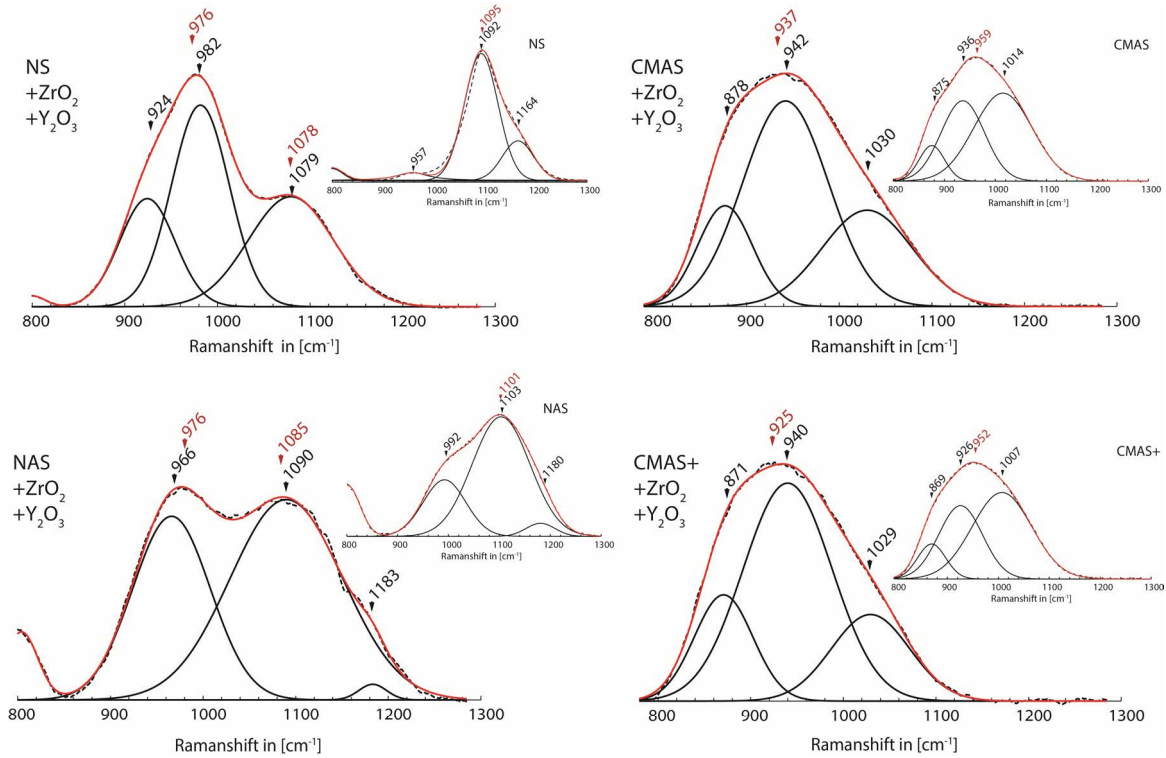 NS
+ZrO2
+Y2O3
976
982
924
1078
1079
800 900 1000 1100 1200 1300
Ramanshift in [cm-1]
1095
1092
NS
1164
957
800 900 1000 1100 1200 1300
Ramanshift in [cm-1]
CMAS
+ZrO2
+Y2O3
937
942
878
1030
800 900 1000 1100 1200 1300
Ramanshift in [cm-1]
936
959
1014
875
CMAS
800 900 1000 1100 1200 1300
Ramanshift in [cm-1]
NAS
+ZrO2
+Y2O3
976
966
1085
1090
1183
800 900 1000 1100 1200 1300
Ramanshift in [cm-1]
1101
1103
NAS
992
1180
800 900 1000 1100 1200 1300
Ramanshift in [cm-1]
CMAS+
+ZrO2
+Y2O3
925
940
871
1029
800 900 1000 1100 1200 1300
Ramanshift in [cm-1]
926
952
1007
869
CMAS+
800 900 1000 1100 1200 1300
Ramanshift in [cm-1]